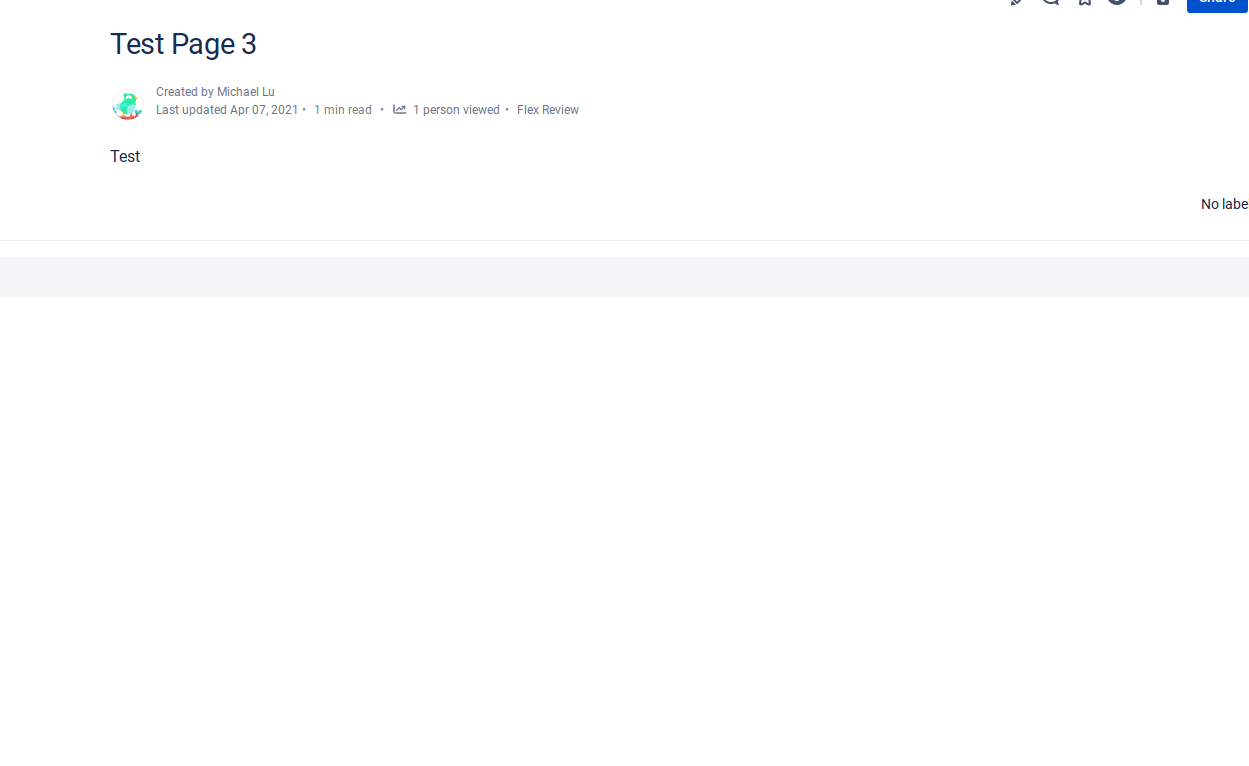 Test Page 3
Created by Michael Lu
Last updated Apr 07, 2021 • 1 min read • 1 person viewed • Flex Review
Test
No labe